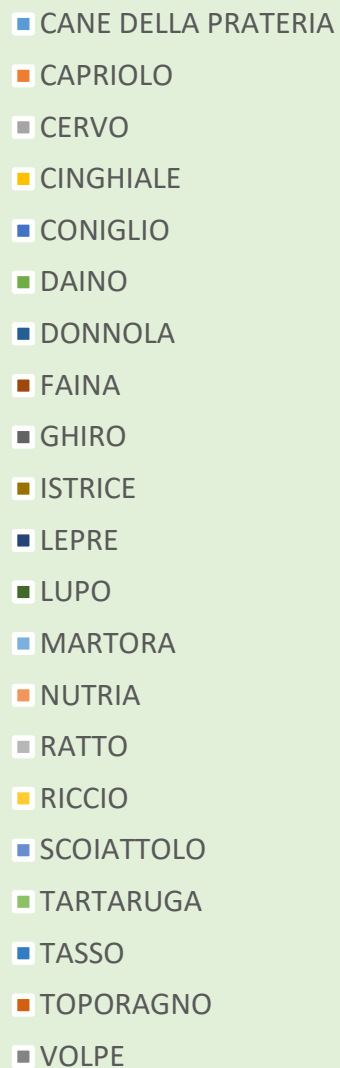 CANE DELLA PRATERIA
CAPRIOLO
CERVO
CINGHIALE
CONIGLIO
DAINO
DONNOLA
FAINA
GHIRO
ISTRICE
LEPRE
LUPO
MARTORA
NUTRIA
RATTO
RICCIO
SCOIATTOLO
TARTARUGA
TASSO
TOPORAGNO
VOLPE